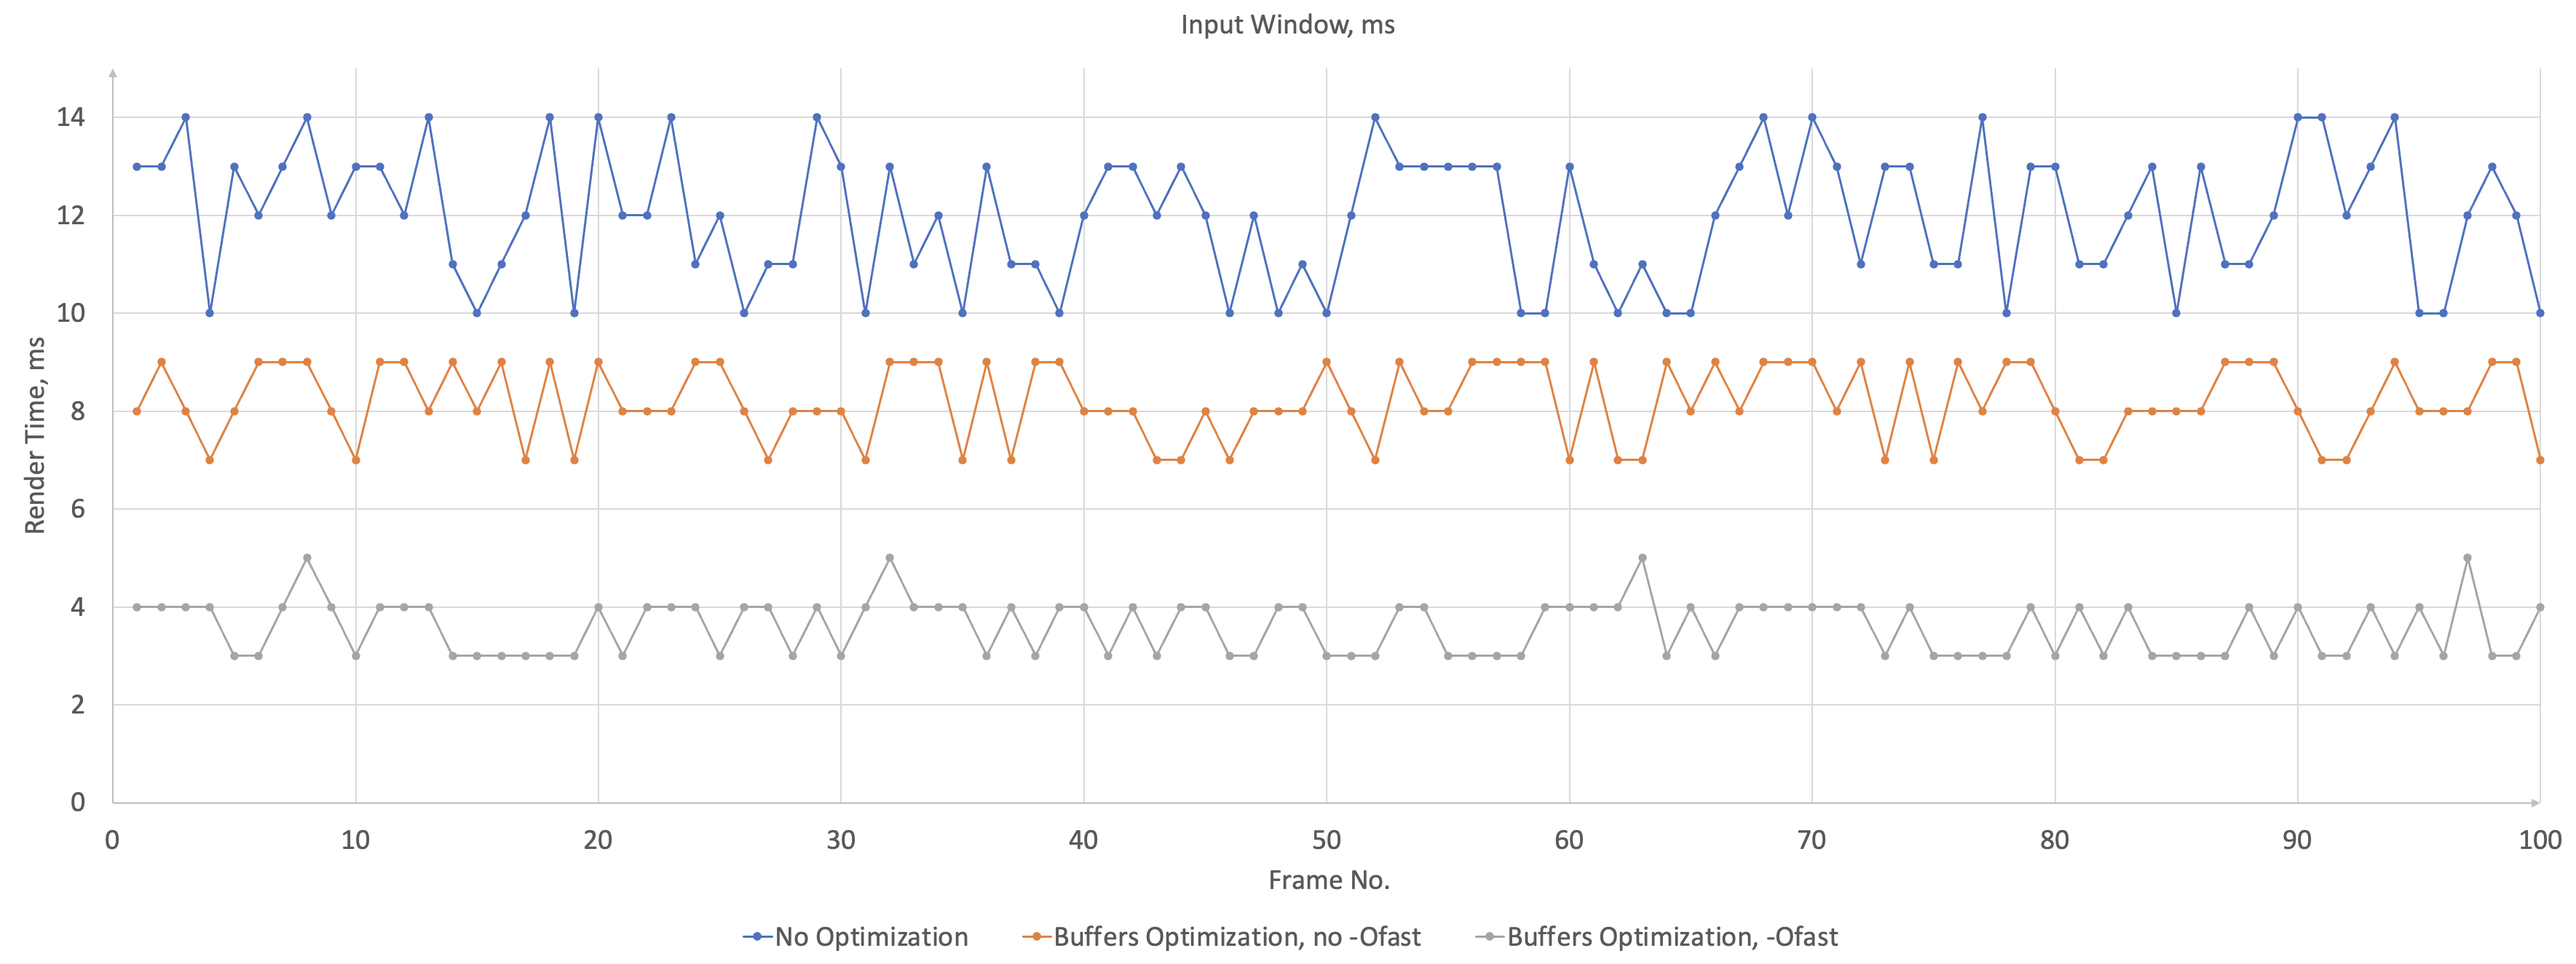 Input Window, ms
Render Time, ms
14
12
10
8
6
4
2
0
0 10 20 30 40 50 60 70 80 90 100
Frame No.
No Optimization Buffers Optimization, no -Ofast Buffers Optimization, -Ofast